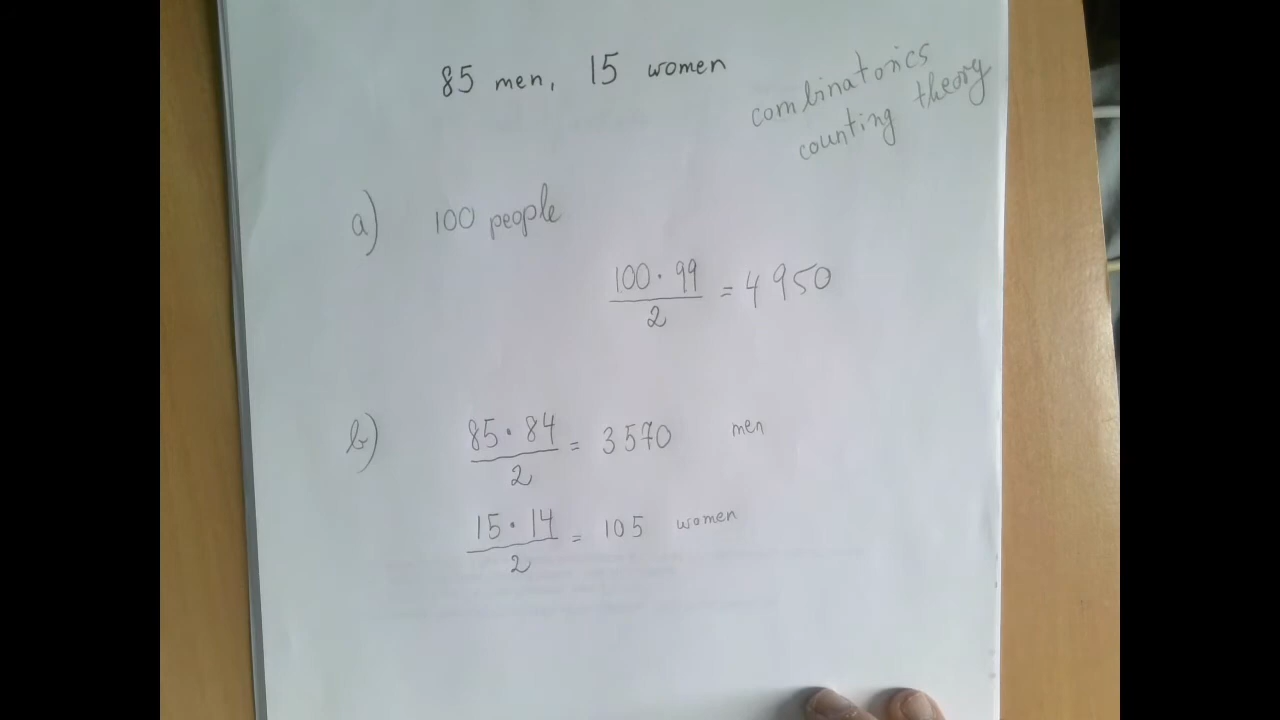 85 men, 15 women
combinatorics
counting theory
a) 100 people
100 · 99
2
= 4950
b) 85 · 84
2
= 3570 men
15 · 14
2
= 105 women